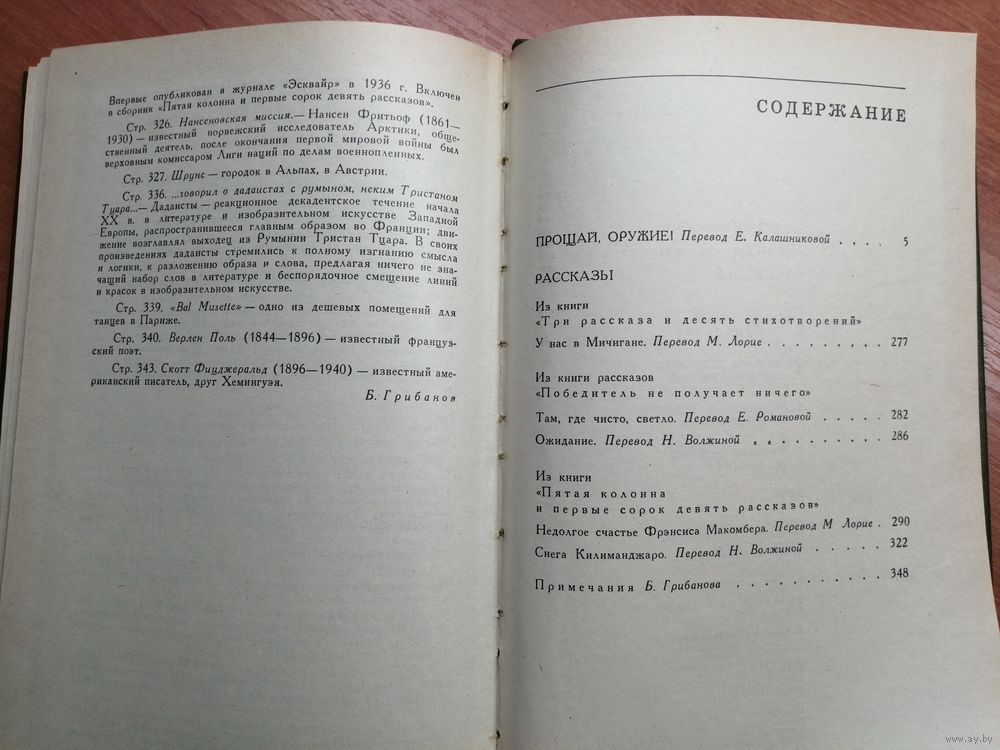 Впервые опубликован в журнале «Эсквайр» в 1936 г. Включен
в сборник «Пятая колонна и первые сорок девять рассказов».
Стр. 326. Нансеновская миссия.— Нансен Фритьоф (1861—
1930) — известный норвежский исследователь Арктики, обще-
ственный деятель, после окончания первой мировой войны был
верховным комиссаром Лиги наций по делам военнопленных.
Стр. 327. Шрунс — городок в Альпах, в Австрии.
Стр. 336. ...говорил о дадаистах с румыном, неким Тристаном
Тцара...— Дадаисты — реакционное декадентское течение начала
XX в. в литературе и изобразительном искусстве Западной
Европы, распространившееся главным образом во Франции; дви-
жение возглавлял выходец из Румынии Тристан Тцара. В своих
произведениях дадаисты стремились к полному изгнанию смысла
и логики, к разложению образа и слова, предлагая ничего не зна-
чащий набор слов в литературе и беспорядочное смещение линий
и красок в изобразительном искусстве.
Стр. 339. «Bal Musette» — одно из дешевых помещений для
танцев в Париже.
Стр. 340. Верлен Поль (1844—1896) — известный француз-
ский поэт.
Стр. 343. Скотт Фицджеральд (1896—1940) — известный аме-
риканский писатель, друг Хемингуэя.
Б. Грибанов
СОДЕРЖАНИЕ
ПРОЩАЙ, ОРУЖИЕ! Перевод Е. Калашниковой . . . . 5
РАССКАЗЫ
Из книги
«Три рассказа и десять стихотворений»
У нас в Мичигане. Перевод М. Лорие . . . . . . . . . 277
Из книги рассказов
«Победитель не получает ничего»
Там, где чисто, светло. Перевод Е. Романовой . . . . . . 282
Ожидание. Перевод Н. Волжиной . . . . . . . . . 286
Из книги
«Пятая колонна
и первые сорок девять рассказов»
Недолгое счастье Фрэнсиса Макомбера. Перевод М Лорие . 290
Снега Килиманджаро. Перевод Н. Волжиной . . . . . 322
Примечания Б. Грибанова . . . . . . . . . . . 348
www.ay.by